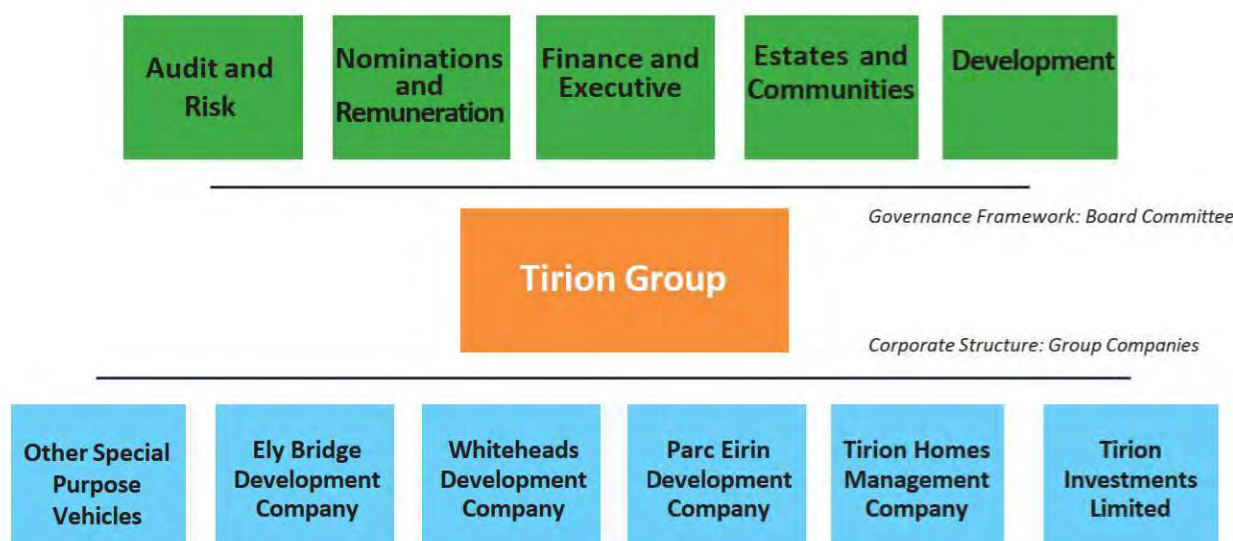 Audit and
Risk
Nominations
and
Remuneration
Finance and
Executive
Estates and
Communities
Development
Governance Framework: Board Committee
Tirion Group
Corporate Structure: Group Companies
Other Special
Purpose
Vehicles
Ely Bridge
Development
Company
Whiteheads
Development
Company
Parc Eirin
Development
Company
Tirion Homes
Management
Company
Tirion
Investments
Limited